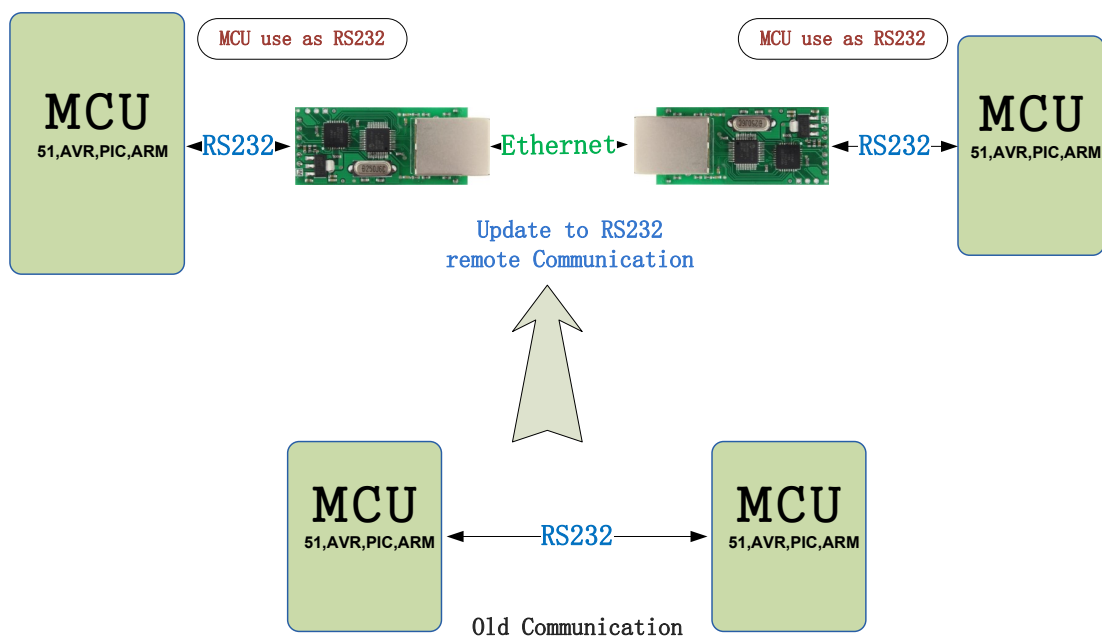 MCU use as RS232
MCU use as RS232
MCU
51,AVR,PIC,ARM
RS232
Ethernet
RS232
MCU
51,AVR,PIC,ARM
Update to RS232
remote Communication
MCU
51,AVR,PIC,ARM
RS232
MCU
51,AVR,PIC,ARM
Old Communication